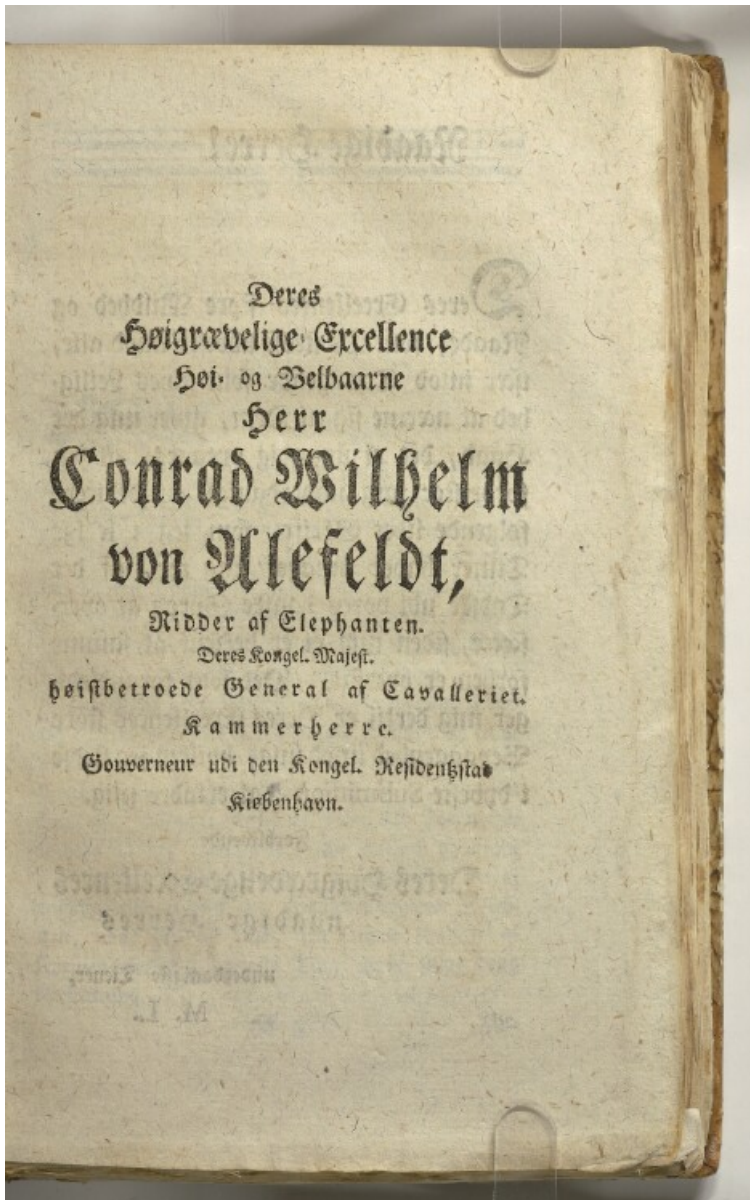 Deres
Høigrævelige Excellence
Høi- og Velbaarne
Herr
Conrad Wilhelm
von Alefeldt,
Ridder af Elephanten.
Deres Kongel. Majest.
høistbetroede General af Cavalleriet.
Kammerherre.
Gouverneur udi den Kongel. Residentzstad
Kiøbenhavn.